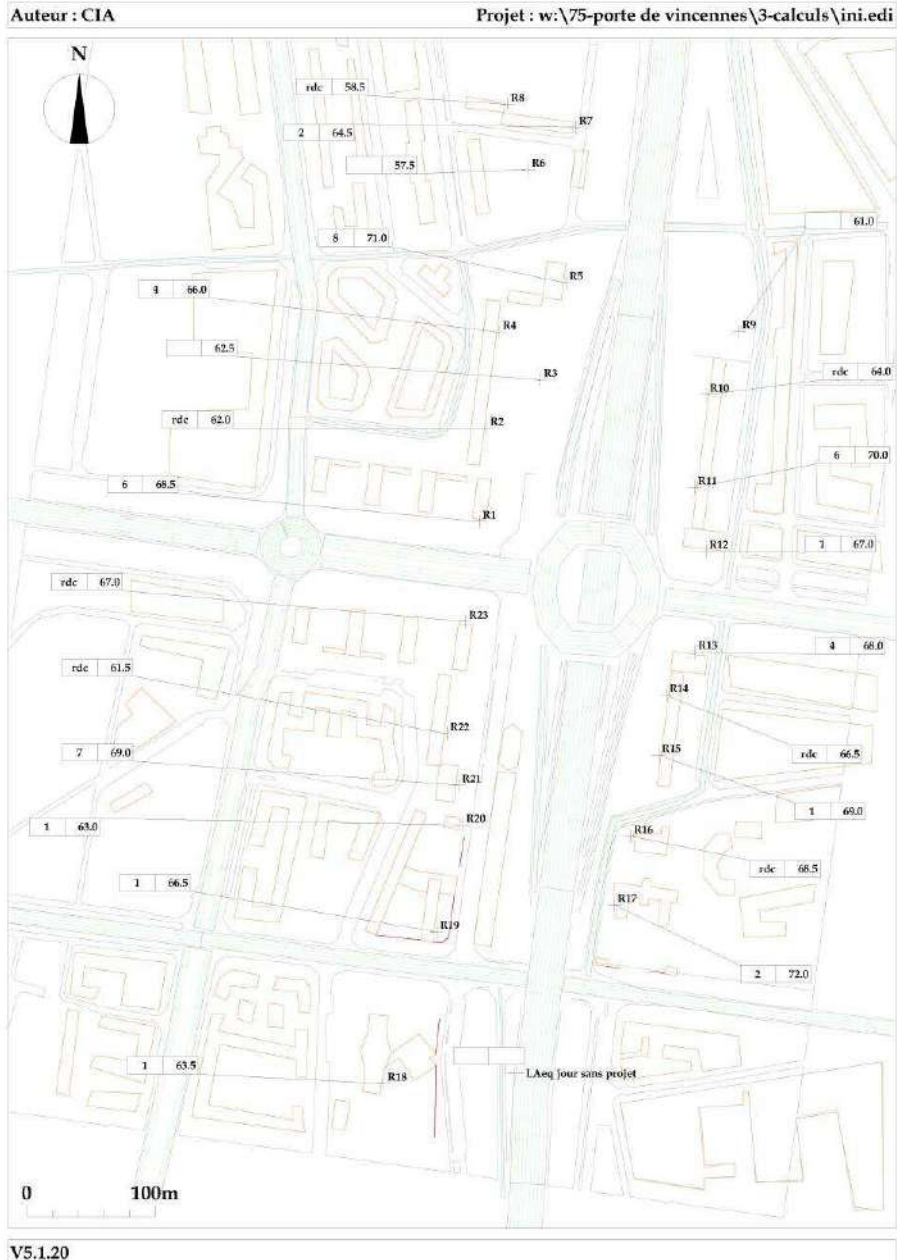 Auteur : CIA
Projet : w:\75-porte de vincennes\3-calculs\ini.edi
N
rdc 58.5
R8
2 64.5
R7
57.5
R6
8 71.0
61.0
R5
4 66.0
R4
R9
62.5
R3
rdc 64.0
R10
rdc 62.0
R2
6 70.0
6 68.5
R11
R1
R12
1 67.0
rdc 67.0
R23
R13
4 68.0
rdc 61.5
R14
R22
7 69.0
rdc 66.5
R15
R21
1 69.0
1 63.0
R20
R16
rdc 68.5
1 66.5
R17
R19
2 72.0
1 63.5
R18
LAeq jour sans projet
0 100m
V5.1.20